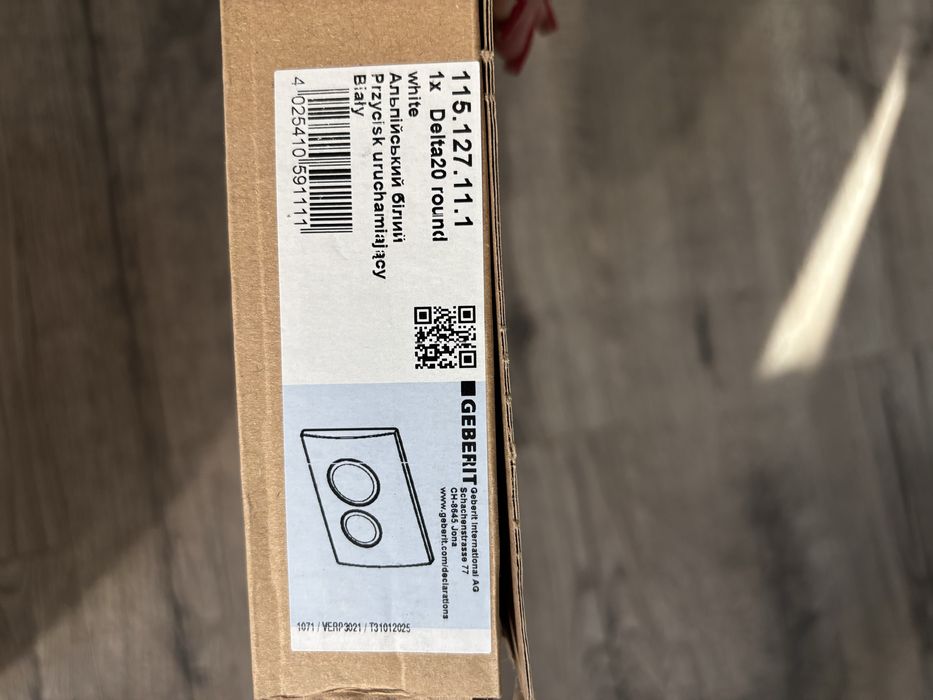 115.127.11.1
1x Delta20 round
white
Альпійський білий
Przycisk uruchamiający
Biały
4 025410 591111
GEBERIT
Geberit International AG
Schachenstrasse 77
CH-8645 Jona
www.geberit.com/declarations
1071 / VERP3021 / T31012025